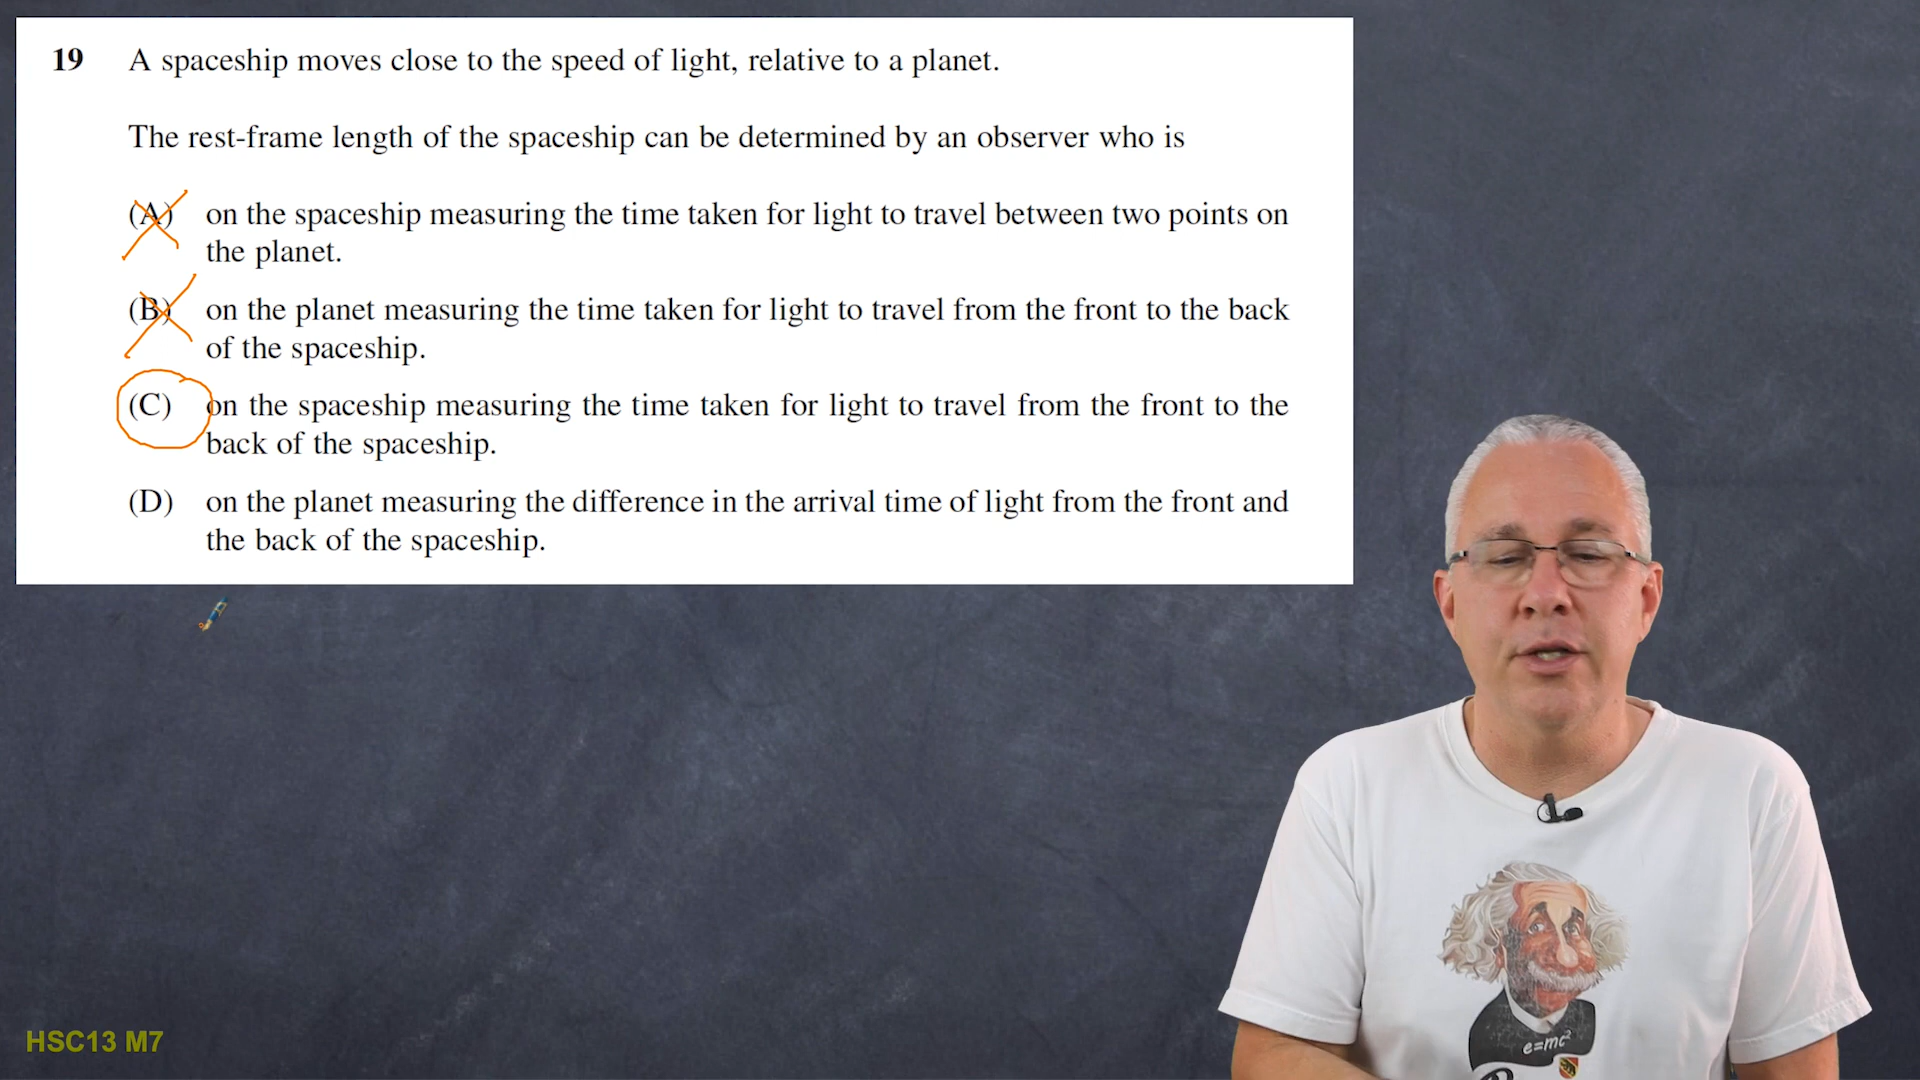 19 A spaceship moves close to the speed of light, relative to a planet.
The rest-frame length of the spaceship can be determined by an observer who is
(A) on the spaceship measuring the time taken for light to travel between two points on
the planet.
(B) on the planet measuring the time taken for light to travel from the front to the back
of the spaceship.
(C) on the spaceship measuring the time taken for light to travel from the front to the
back of the spaceship.
(D) on the planet measuring the difference in the arrival time of light from the front and
the back of the spaceship.
e=mc²
HSC13 M7